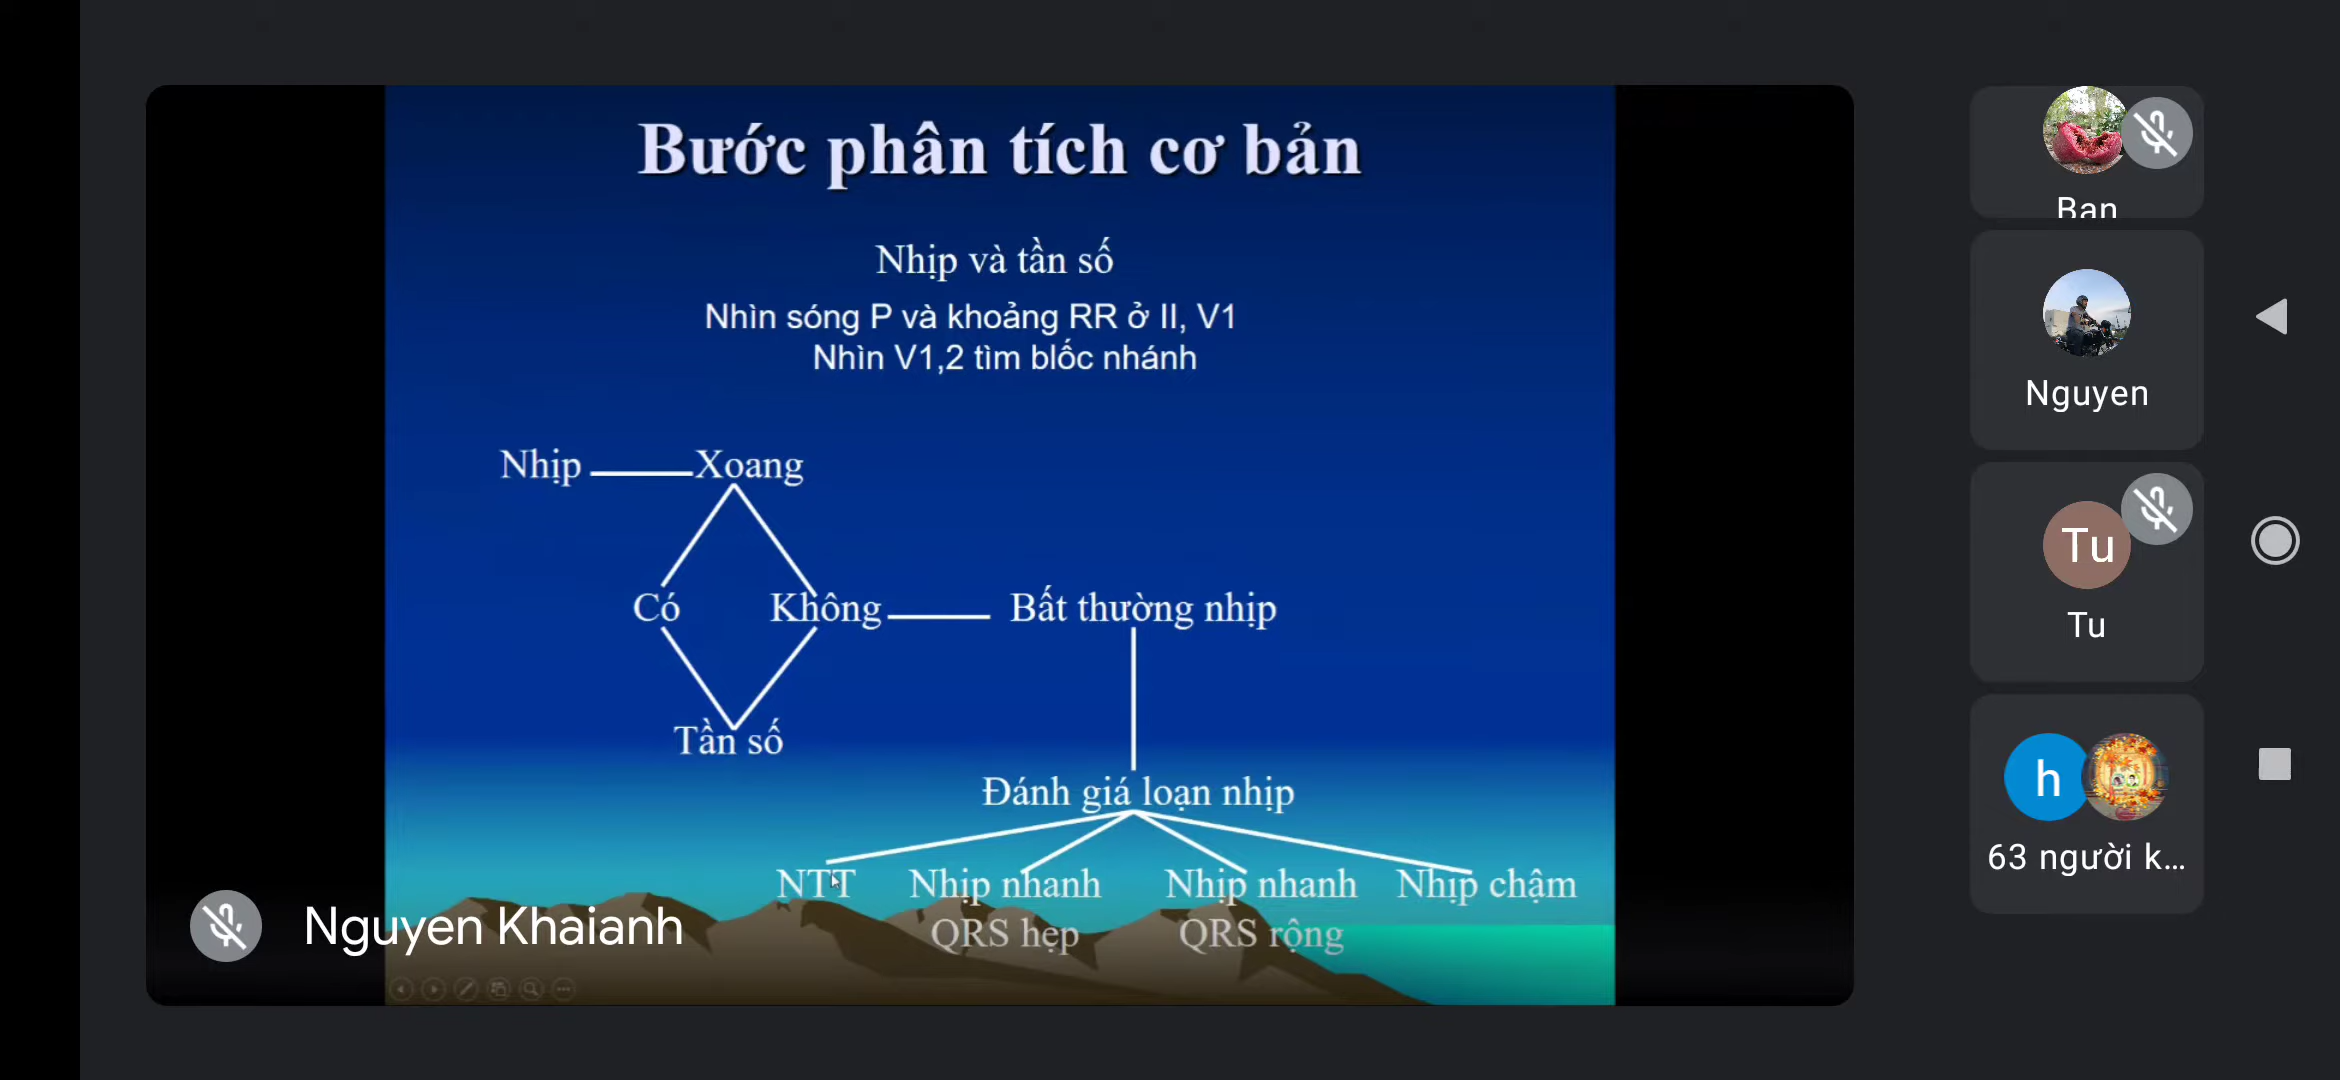 Bước phân tích cơ bản
Nhịp và tần số
Nhìn sóng P và khoảng RR ở II, V1
Nhìn V1,2 tìm blốc nhánh
Nhịp
Xoang
Có
Không
Bất thường nhịp
Tần số
Đánh giá loạn nhịp
NTT
Nhịp nhanh
QRS hẹp
Nhịp nhanh
QRS rộng
Nhịp chậm
Nguyen Khaianh
Ban
Nguyen
Tu
Tu
h
63 người k...